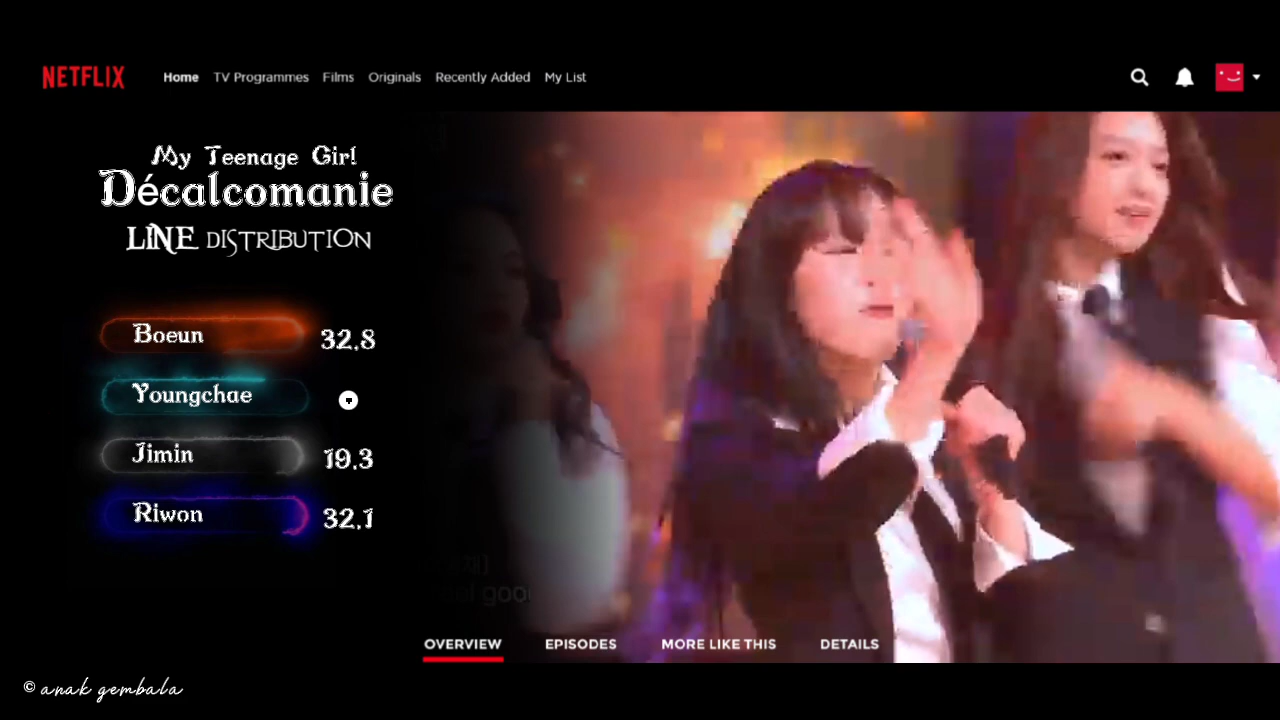 NETFLIX Home TV Programmes Films Originals Recently Added My List
My Teenage Girl
Décalcomanie
LINE DISTRIBUTION
Boeun 32.8
Youngchae
Jimin 19.3
Riwon 32.1
OVERVIEW EPISODES MORE LIKE THIS DETAILS
© anak gembala